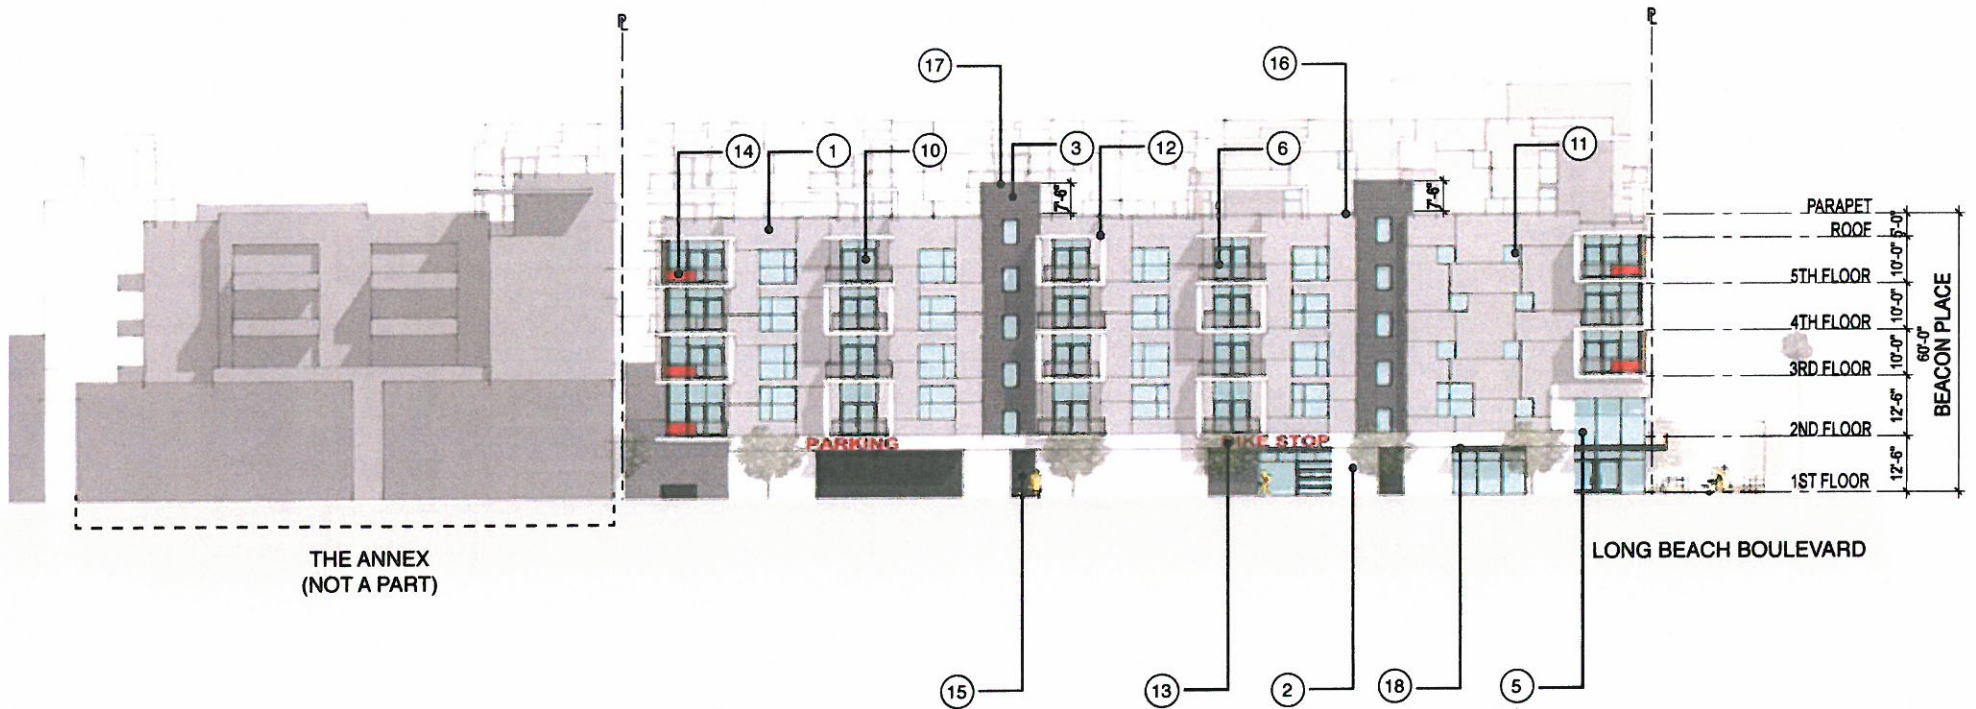 PL
PL
17
16
14
1
10
3
12
6
11
7'-6"
7'-6"
PARAPET
5'-0"
ROOF
10'-0"
5TH FLOOR
10'-0"
4TH FLOOR
10'-0"
3RD FLOOR
12'-6"
2ND FLOOR
12'-6"
1ST FLOOR
60'-0"
BEACON PLACE
PARKING
BIKE STOP
THE ANNEX
(NOT A PART)
LONG BEACH BOULEVARD
15
13
2
18
5